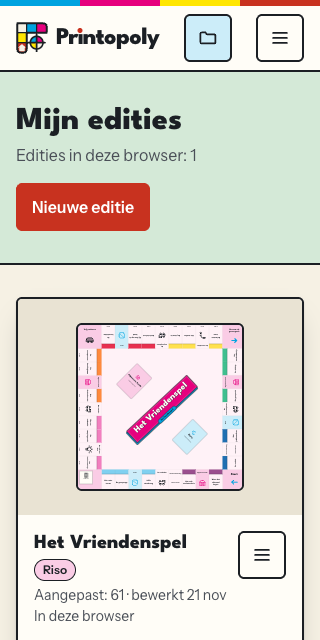 Printopoly
Mijn edities
Edities in deze browser: 1
Nieuwe editie
Het Vriendenspel
Het Vriendenspel
Riso
Aangepast: 61 · bewerkt 21 nov
In deze browser